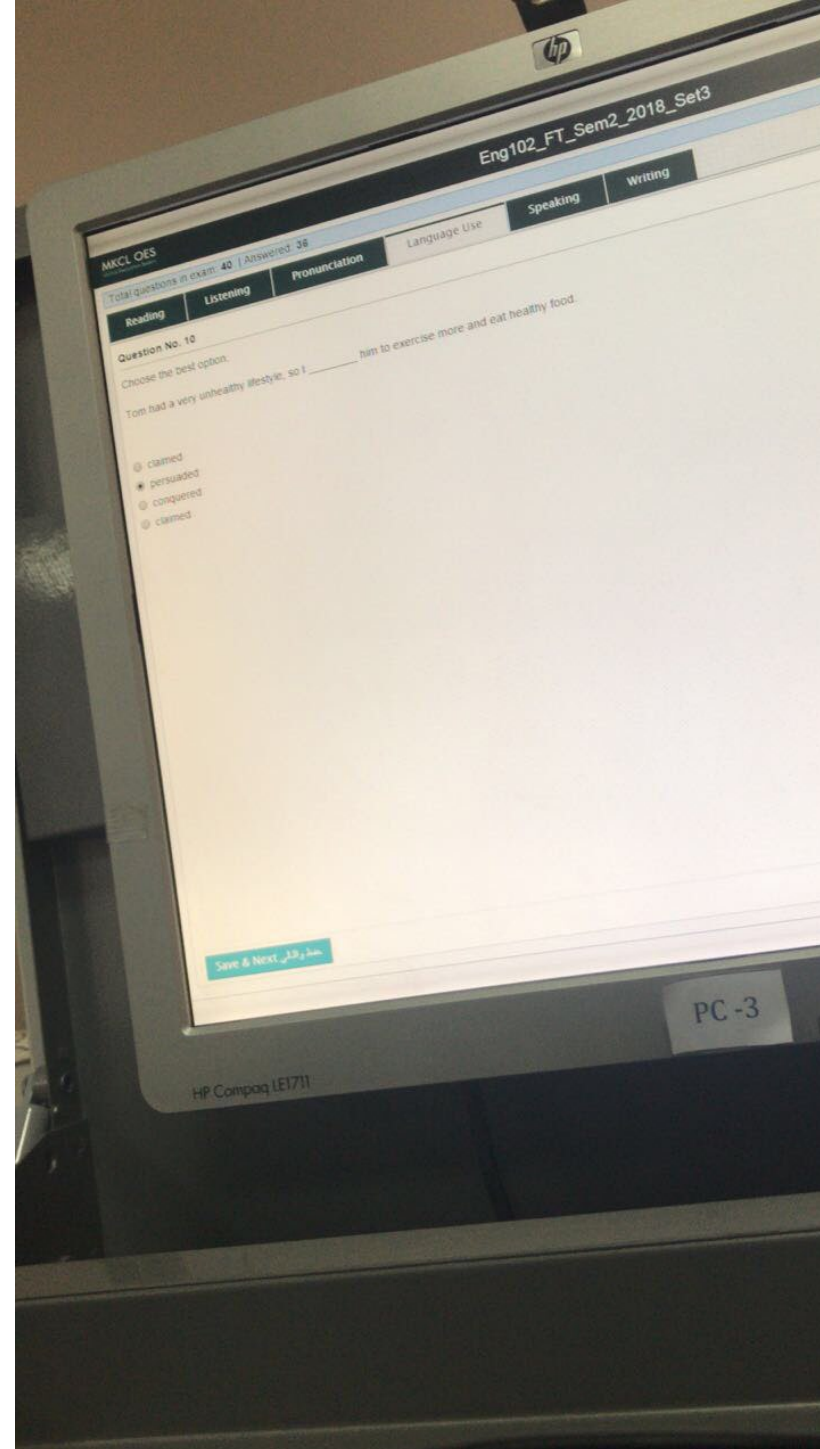 hp
Eng102_FT_Sem2_2018_Set3
MKCL OES
Total questions in exam: 40 | Answered: 36
Reading Listening Pronunciation Language Use Speaking Writing
Question No. 10
Choose the best option.
Tom had a very unhealthy lifestyle, so I ________ him to exercise more and eat healthy food.
claimed
persuaded
conquered
claimed
Save & Next
PC -3
HP Compaq LE1711